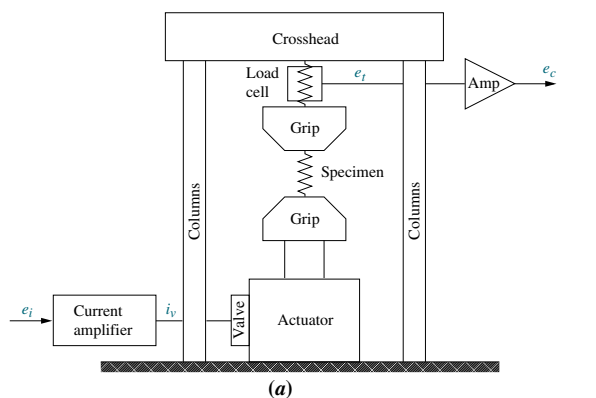 Crosshead
Load
cell
e_t
Amp
e_c
Grip
Specimen
Grip
Columns
Columns
e_i
Current
amplifier
i_v
Valve
Actuator
(a)